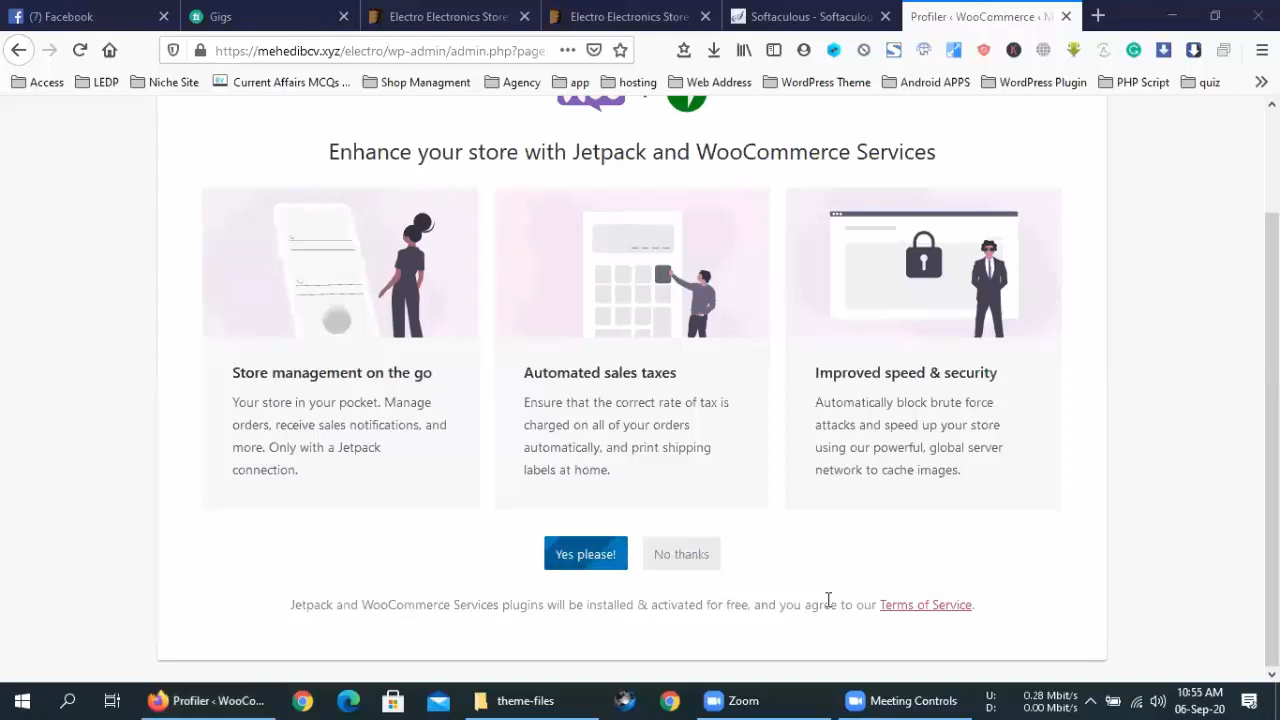 (7) Facebook
Gigs
Electro Electronics Store
Electro Electronics Store
Softaculous - Softaculou
Profiler ‹ WooCommerce ‹ M
https://mehedibcv.xyz/electro/wp-admin/admin.php?page
Access
LEDP
Niche Site
Current Affairs MCQs ...
Shop Managment
Agency
app
hosting
Web Address
WordPress Theme
Android APPS
WordPress Plugin
PHP Script
quiz
Enhance your store with Jetpack and WooCommerce Services
Store management on the go
Your store in your pocket. Manage
orders, receive sales notifications, and
more. Only with a Jetpack
connection.
Automated sales taxes
Ensure that the correct rate of tax is
charged on all of your orders
automatically, and print shipping
labels at home.
Improved speed & security
Automatically block brute force
attacks and speed up your store
using our powerful, global server
network to cache images.
Yes please!
No thanks
Jetpack and WooCommerce Services plugins will be installed & activated for free, and you agree to our Terms of Service.
Profiler ‹ WooCo...
theme-files
Zoom
Meeting Controls
U: 0.28 Mbit/s
D: 0.00 Mbit/s
10:55 AM
06-Sep-20